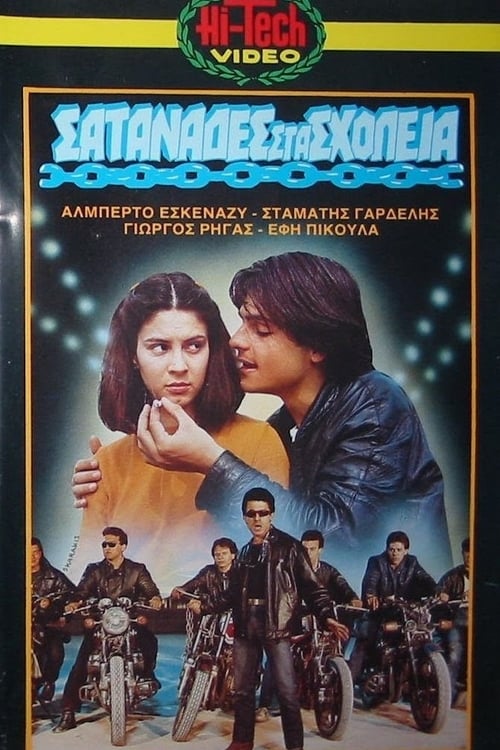 Hi-Tech
VIDEO
ΣΑΤΑΝΑΔΕΣ ΣΤΑ ΣΧΟΛΕΙΑ
ΑΛΜΠΕΡΤΟ ΕΣΚΕΝΑΖΥ - ΣΤΑΜΑΤΗΣ ΓΑΡΔΕΛΗΣ
ΓΙΩΡΓΟΣ ΡΗΓΑΣ - ΕΦΗ ΠΙΚΟΥΛΑ